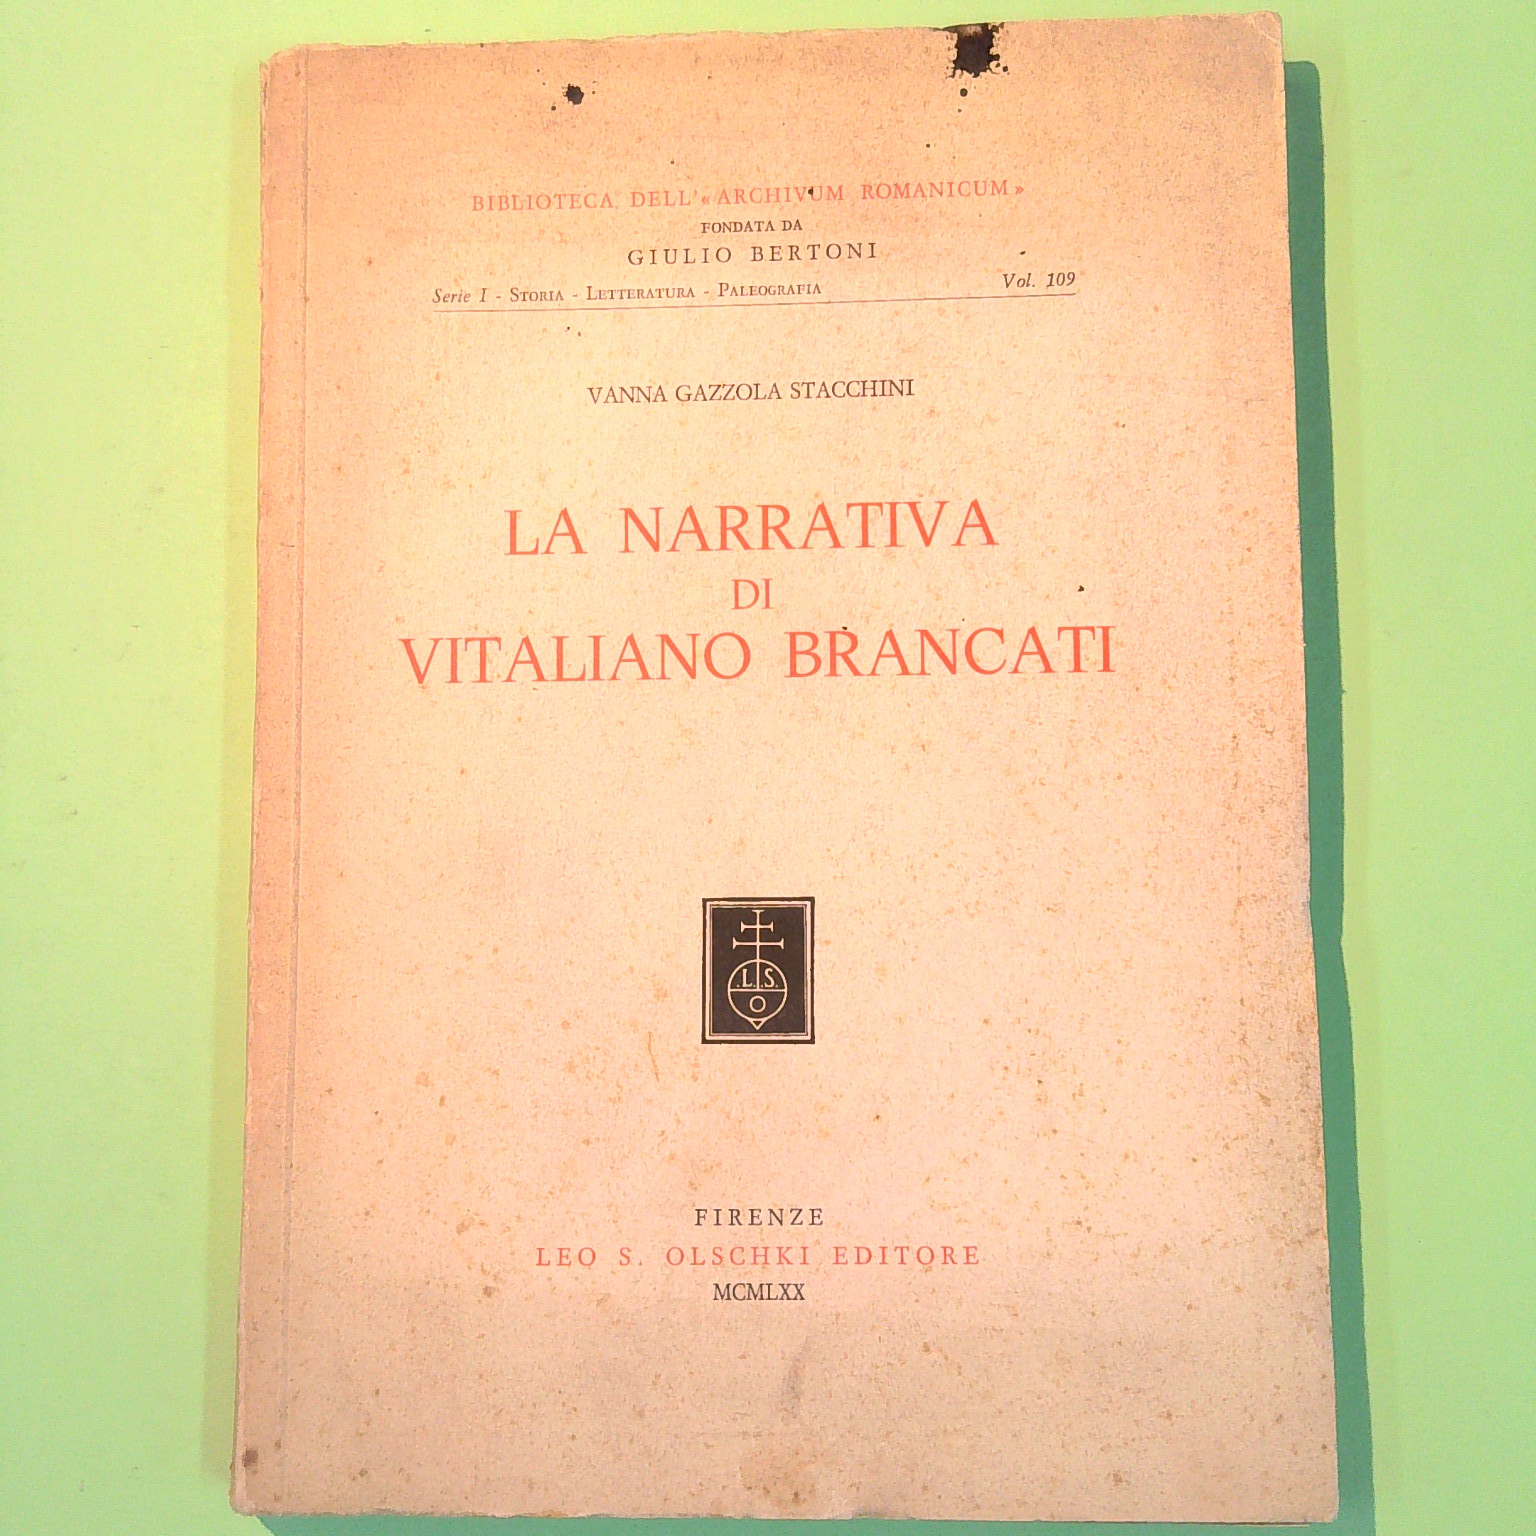 BIBLIOTECA DELL'«ARCHIVUM ROMANICUM»
FONDATA DA
GIULIO BERTONI
Serie I - STORIA - LETTERATURA - PALEOGRAFIA Vol. 109
VANNA GAZZOLA STACCHINI
LA NARRATIVA
DI
VITALIANO BRANCATI
.L.S.
O
FIRENZE
LEO S. OLSCHKI EDITORE
MCMLXX